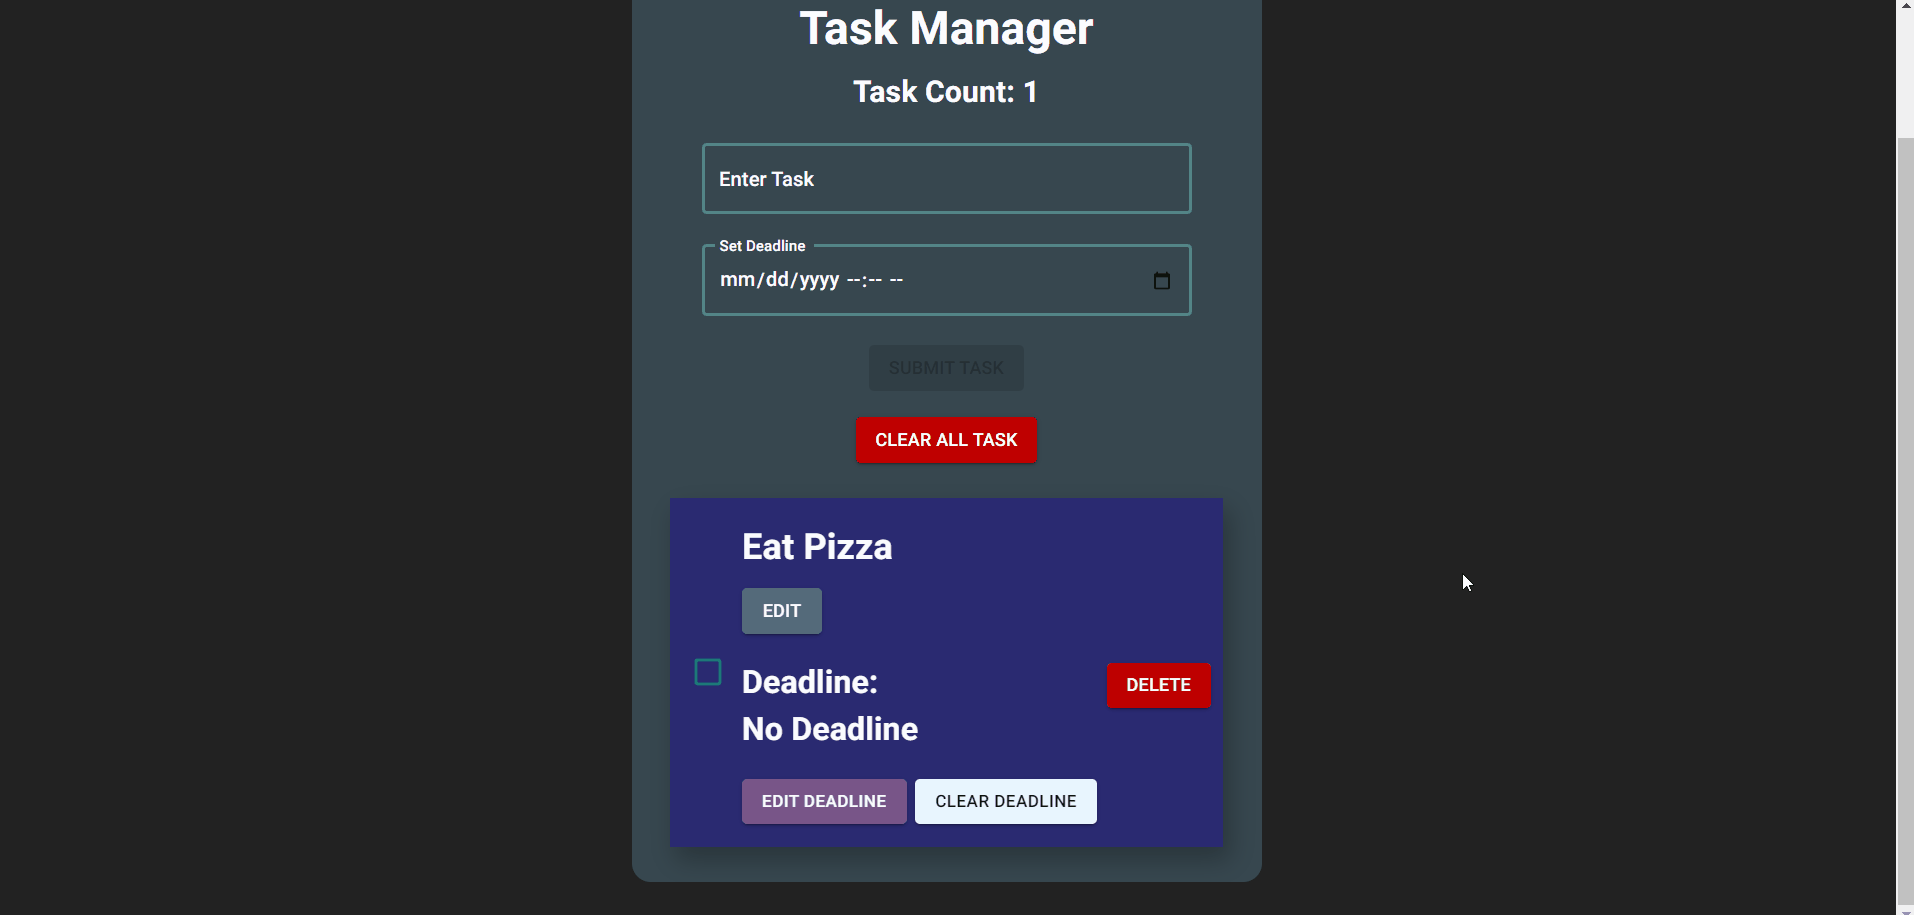 Task Manager
Task Count: 1
Enter Task
Set Deadline
mm/dd/yyyy --:-- --
SUBMIT TASK
CLEAR ALL TASK
Eat Pizza
EDIT
Deadline:
DELETE
No Deadline
EDIT DEADLINE CLEAR DEADLINE